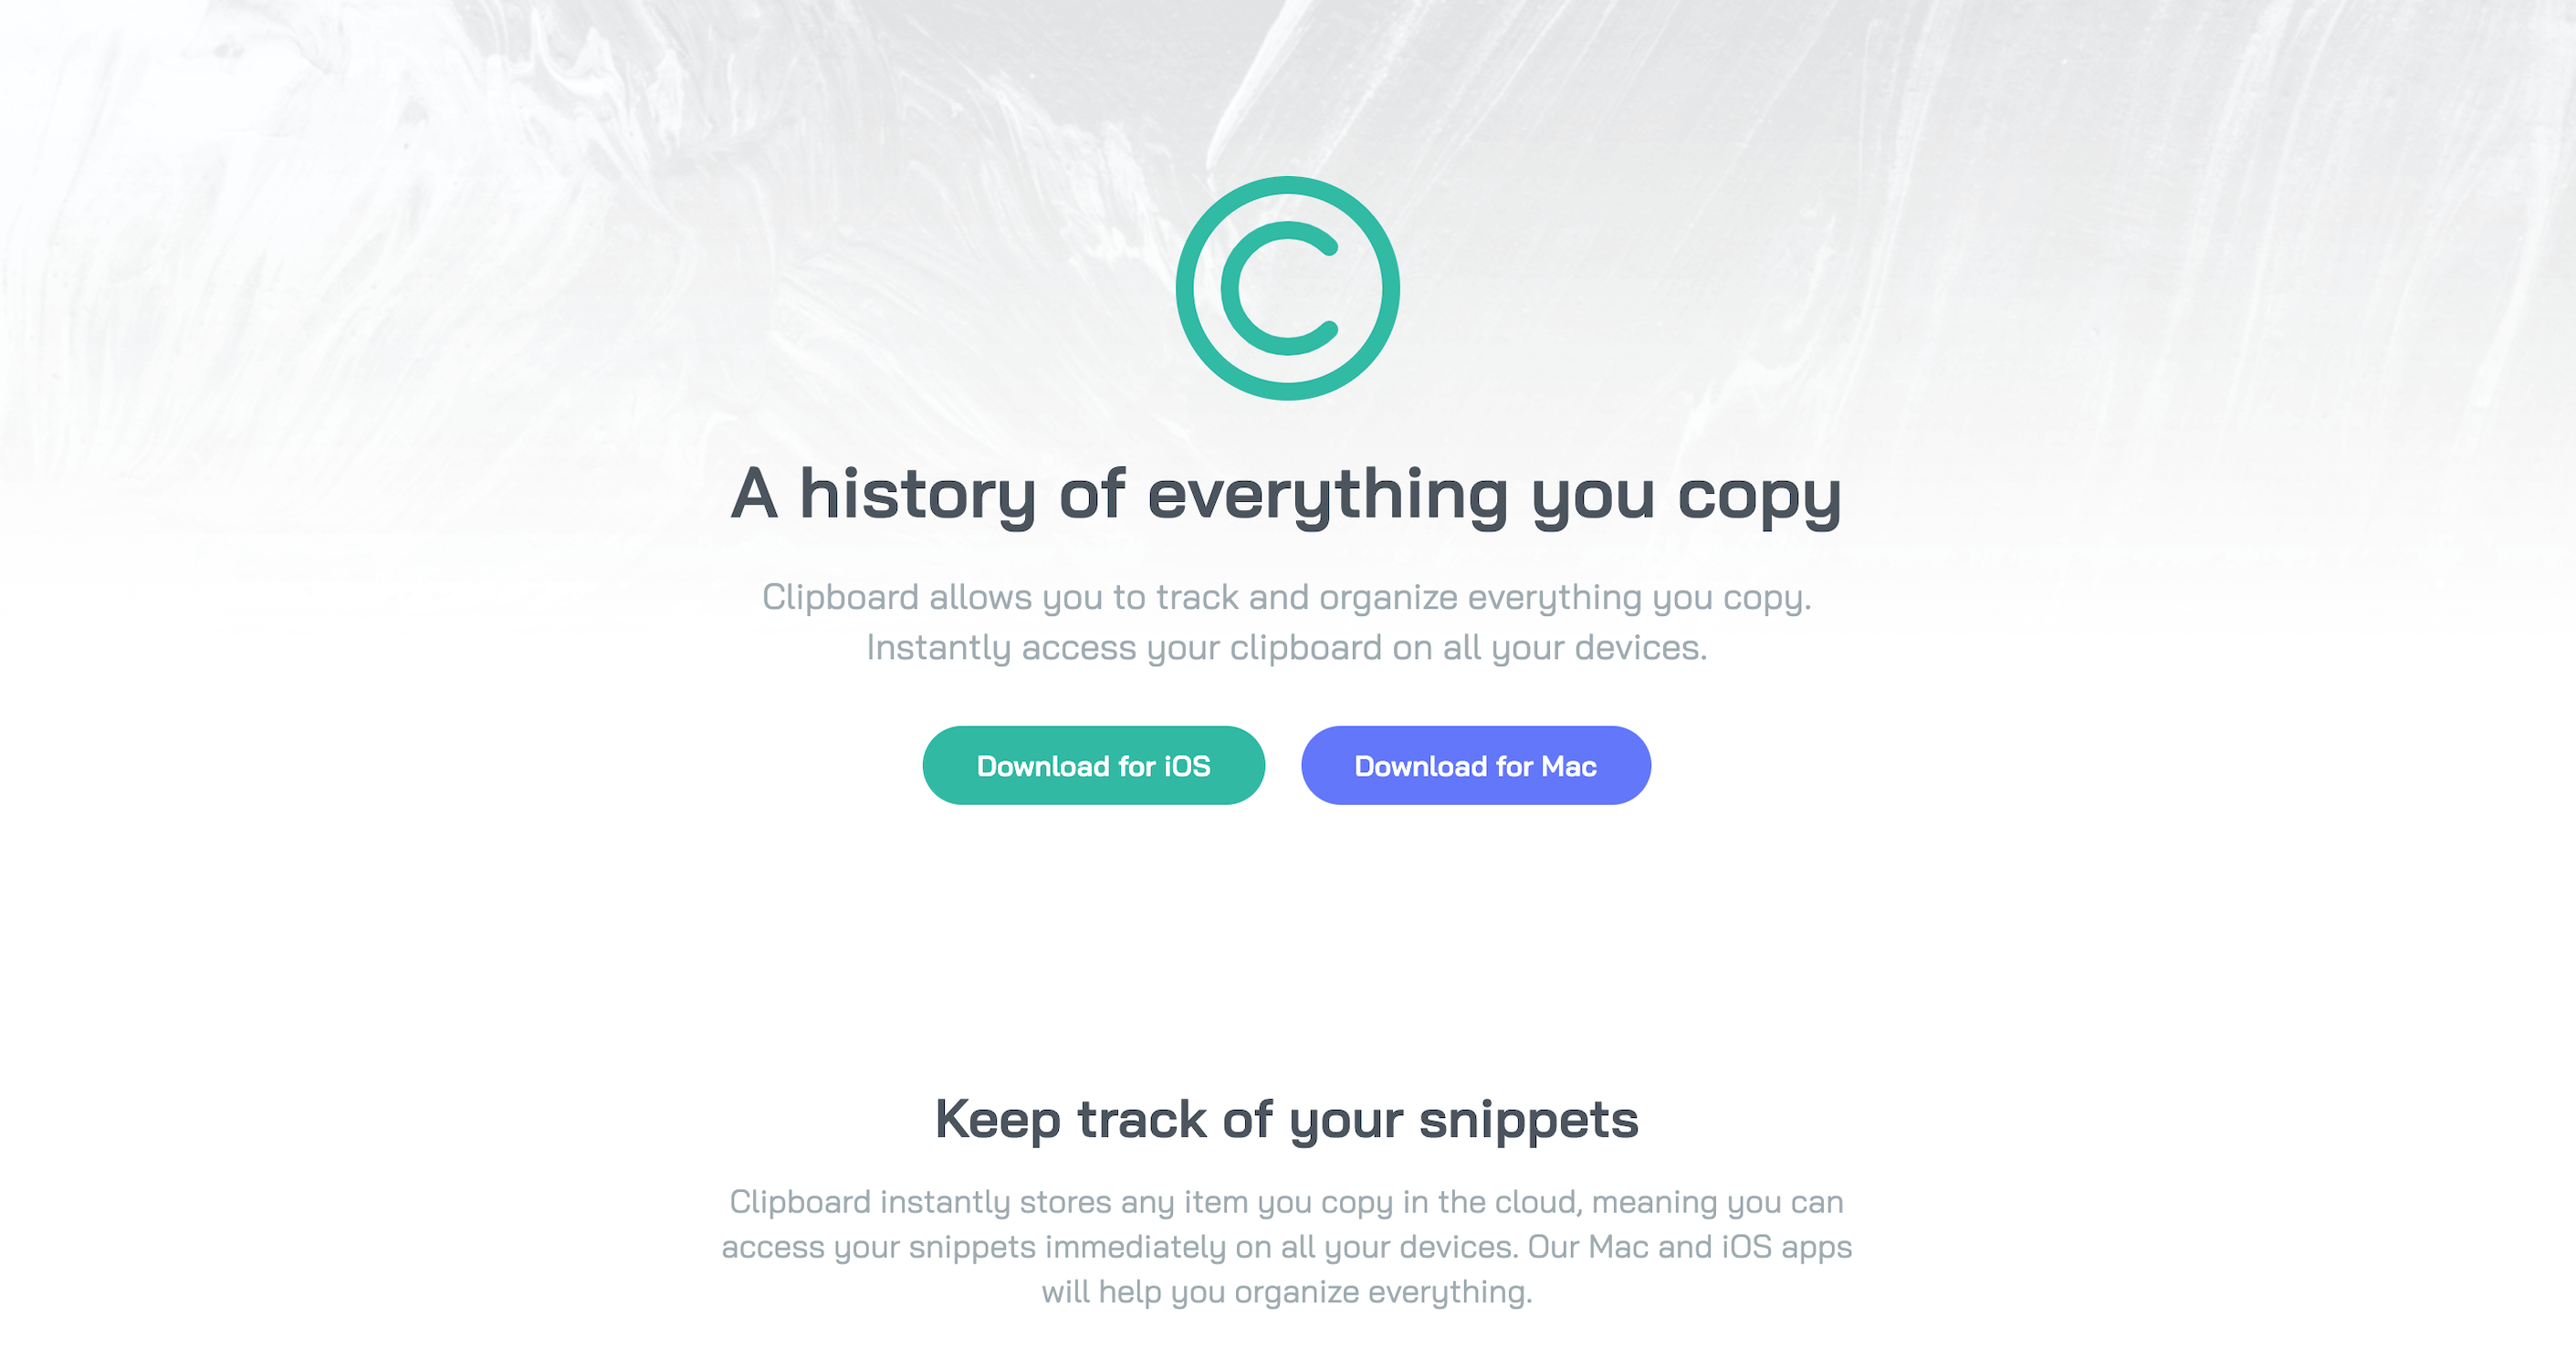 ©
A history of everything you copy
Clipboard allows you to track and organize everything you copy.
Instantly access your clipboard on all your devices.
Download for iOS
Download for Mac
Keep track of your snippets
Clipboard instantly stores any item you copy in the cloud, meaning you can
access your snippets immediately on all your devices. Our Mac and iOS apps
will help you organize everything.